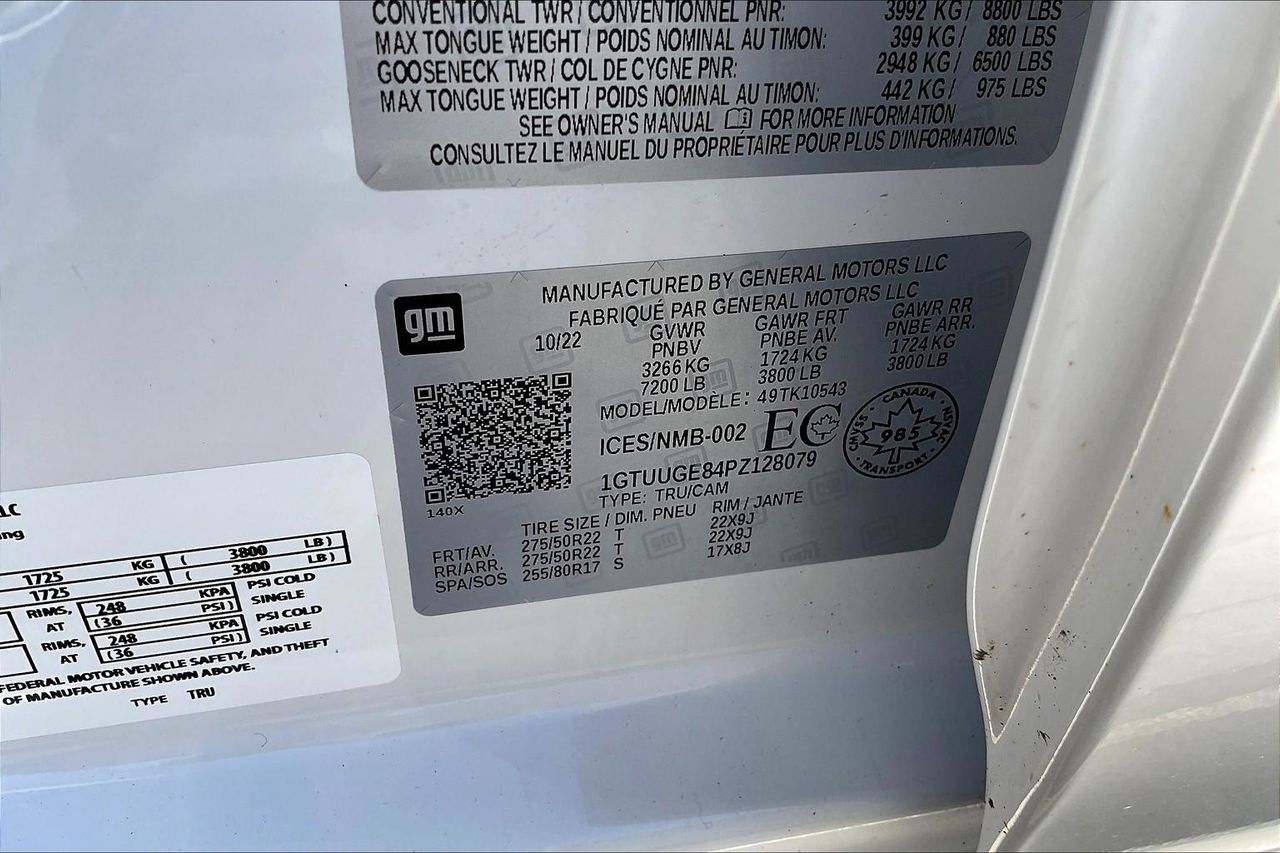 CONVENTIONAL TWR / CONVENTIONNEL PNR: 3992 KG / 8800 LBS
MAX TONGUE WEIGHT / POIDS NOMINAL AU TIMON: 399 KG / 880 LBS
GOOSENECK TWR / COL DE CYGNE PNR: 2948 KG / 6500 LBS
MAX TONGUE WEIGHT / POIDS NOMINAL AU TIMON: 442 KG / 975 LBS
SEE OWNER'S MANUAL FOR MORE INFORMATION
CONSULTEZ LE MANUEL DU PROPRIÉTAIRE POUR PLUS D'INFORMATIONS.
gm
MANUFACTURED BY GENERAL MOTORS LLC
FABRIQUÉ PAR GENERAL MOTORS LLC
10/22 GVWR GAWR FRT GAWR RR
PNBV PNBE AV. PNBE ARR.
3266 KG 1724 KG 1724 KG
7200 LB 3800 LB 3800 LB
MODEL/MODÈLE: 49TK10543
ICES/NMB-002 EC
CANADA
CMVSS 985 NSVAC
TRANSPORT
1GTUUGE84PZ128079
TYPE: TRU/CAM
140X
TIRE SIZE / DIM. PNEU RIM / JANTE
FRT/AV. 275/50R22 T 22X9J
RR/ARR. 275/50R22 T 22X9J
SPA/SOS 255/80R17 S 17X8J
LC
ng
1725 KG ( 3800 LB )
1725 KG ( 3800 LB )
RIMS, 248 KPA PSI COLD
AT (36 PSI) SINGLE
RIMS, 248 KPA PSI COLD
AT (36 PSI) SINGLE
FEDERAL MOTOR VEHICLE SAFETY, AND THEFT
OF MANUFACTURE SHOWN ABOVE.
TYPE TRU